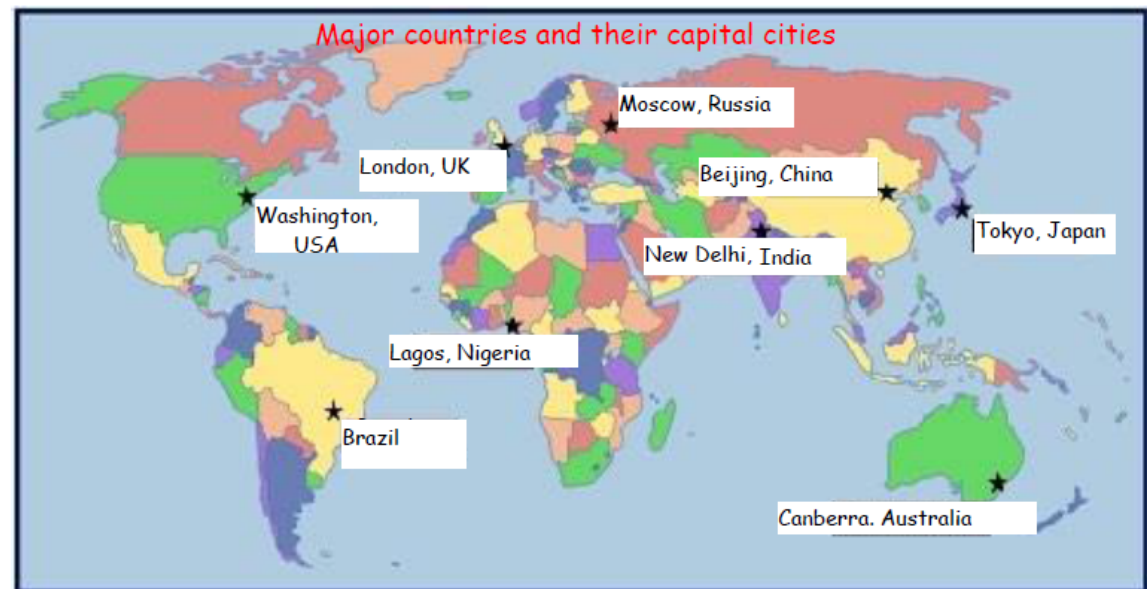 Major countries and their capital cities
Moscow, Russia
London, UK
Beijing, China
Washington,
USA
Tokyo, Japan
New Delhi, India
Lagos, Nigeria
Brazil
Canberra. Australia